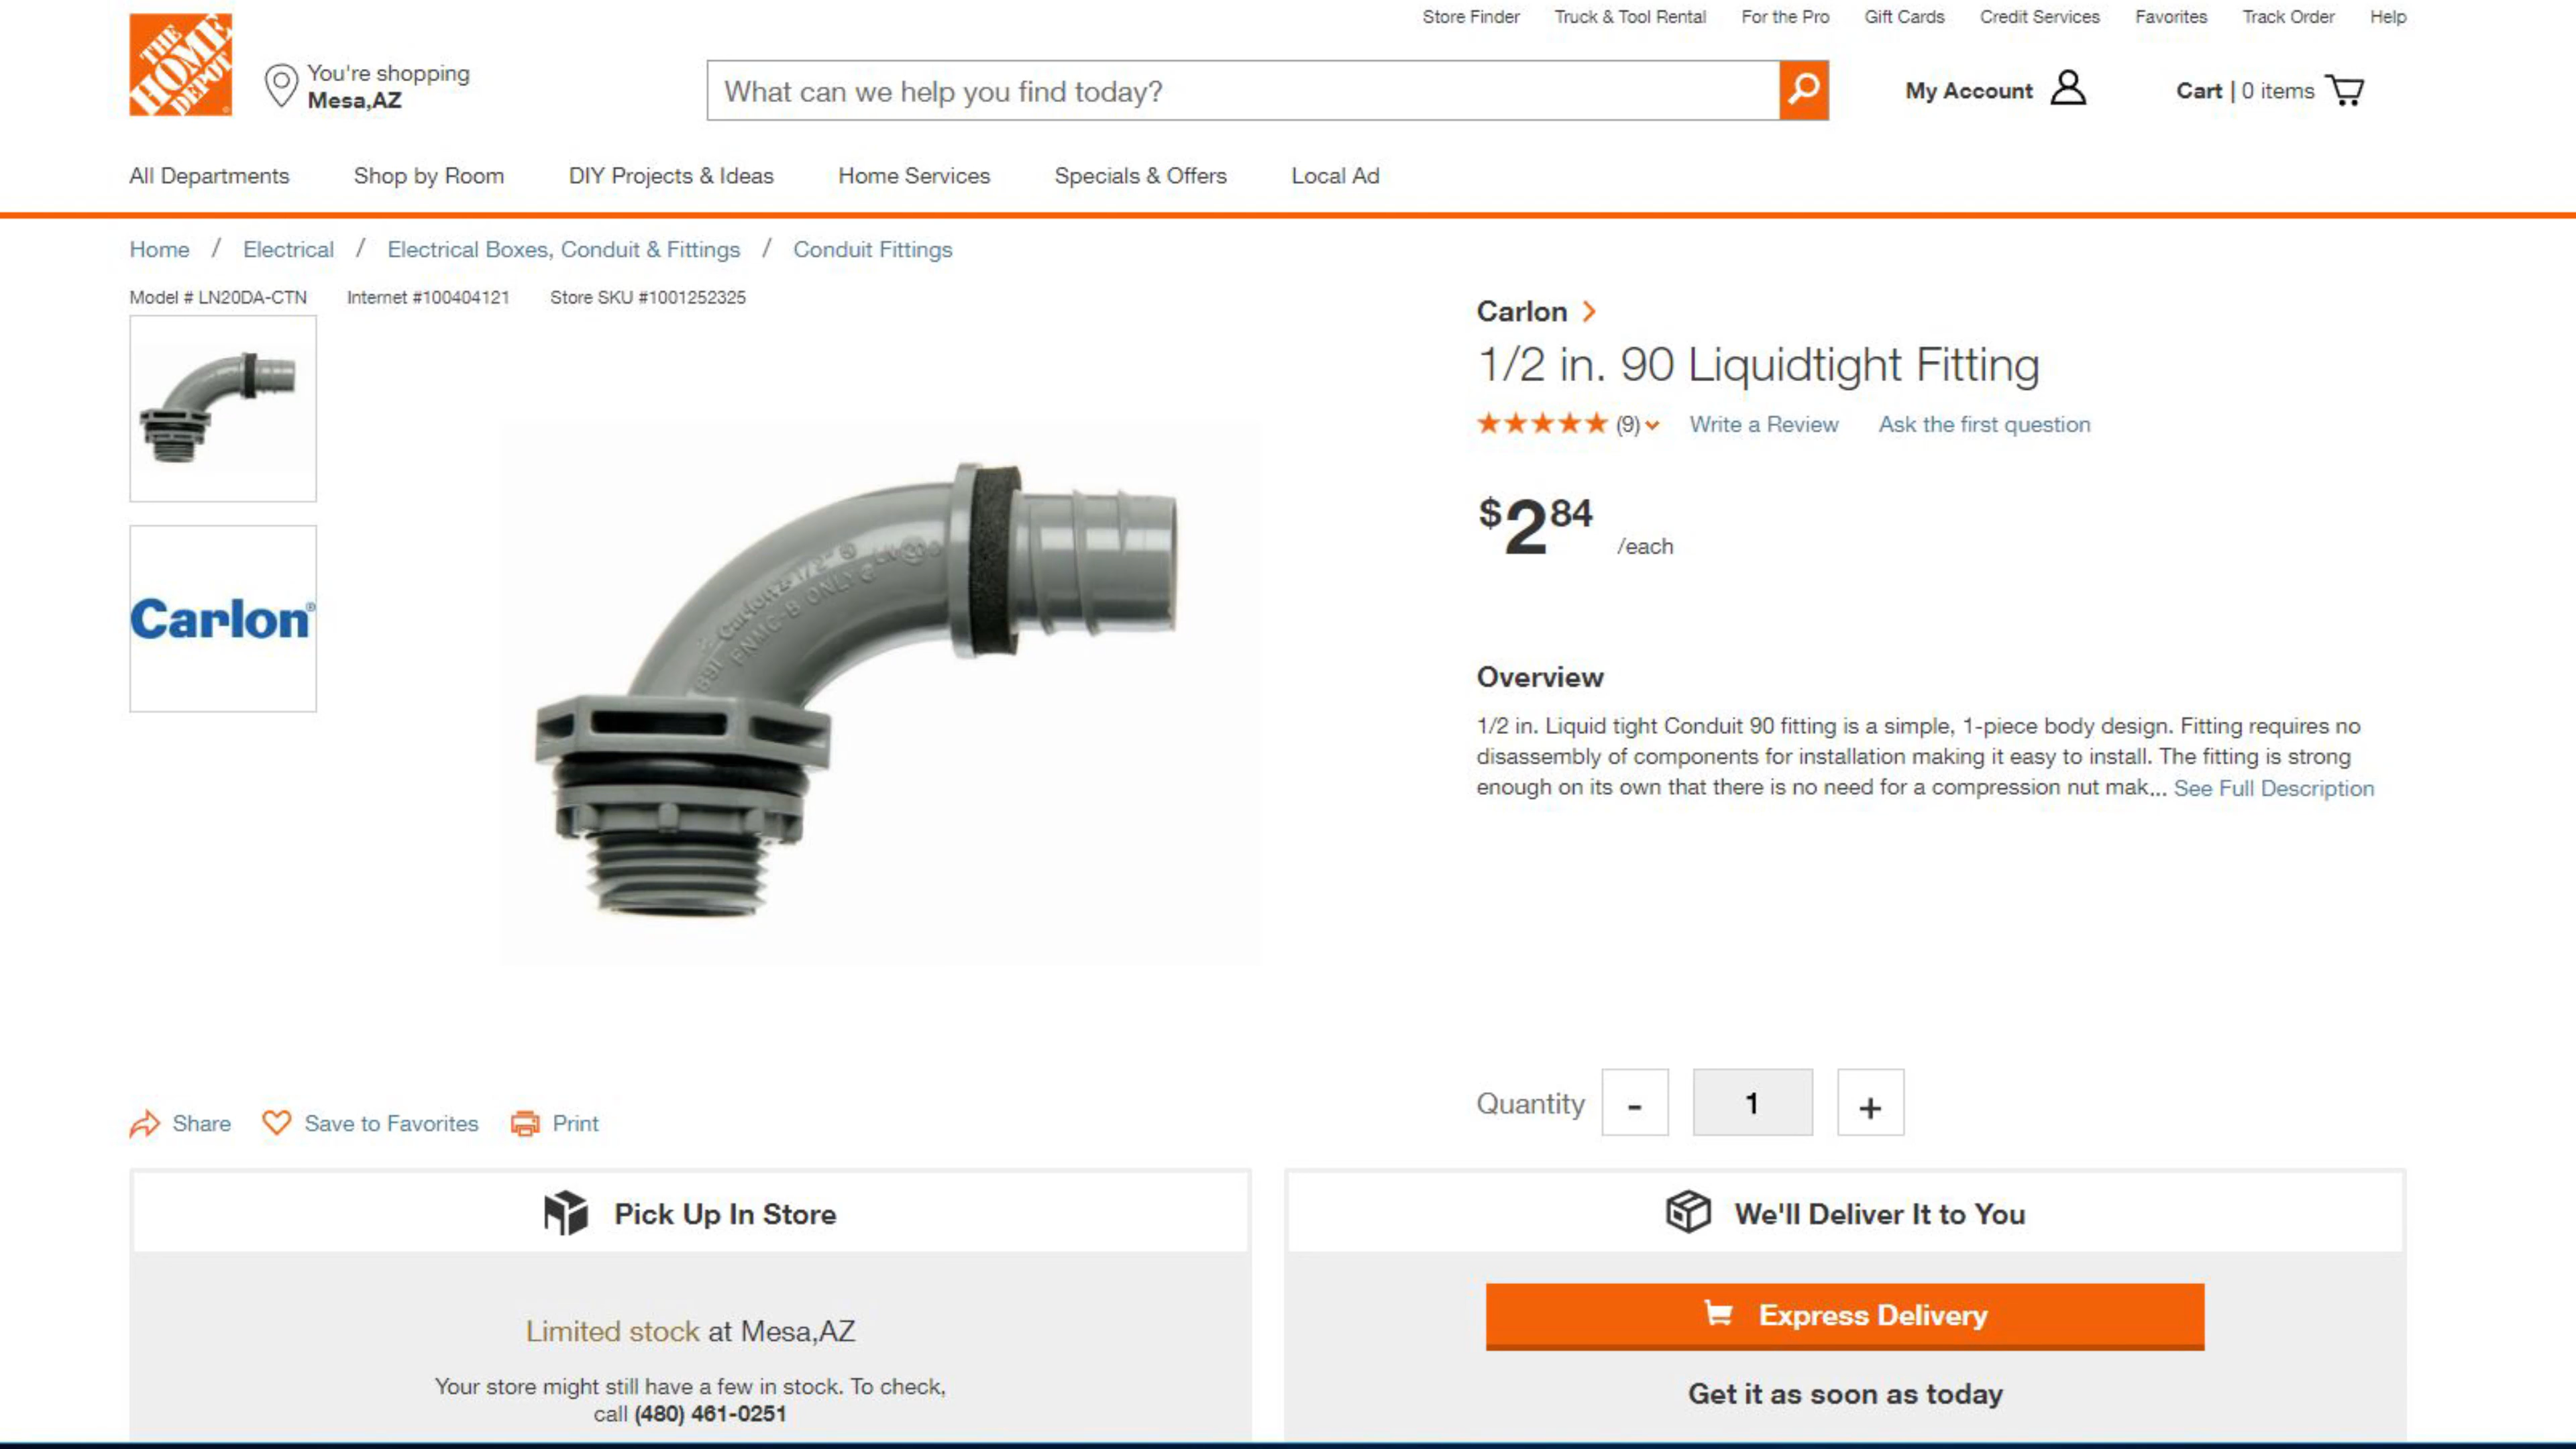 THE HOME DEPOT
You're shopping
Mesa,AZ
What can we help you find today?
Store Finder Truck & Tool Rental For the Pro Gift Cards Credit Services Favorites Track Order Help
My Account
Cart | 0 items
All Departments Shop by Room DIY Projects & Ideas Home Services Specials & Offers Local Ad
Home / Electrical / Electrical Boxes, Conduit & Fittings / Conduit Fittings
Model # LN20DA-CTN Internet #100404121 Store SKU #1001252325
Carlon®
Carlon 1/2"
FNMC-B ONLY
Carlon >
1/2 in. 90 Liquidtight Fitting
(9) Write a Review Ask the first question
$2 84 /each
Overview
1/2 in. Liquid tight Conduit 90 fitting is a simple, 1-piece body design. Fitting requires no
disassembly of components for installation making it easy to install. The fitting is strong
enough on its own that there is no need for a compression nut mak... See Full Description
Quantity - 1 +
Share Save to Favorites Print
Pick Up In Store
Limited stock at Mesa,AZ
Your store might still have a few in stock. To check,
call (480) 461-0251
We'll Deliver It to You
Express Delivery
Get it as soon as today